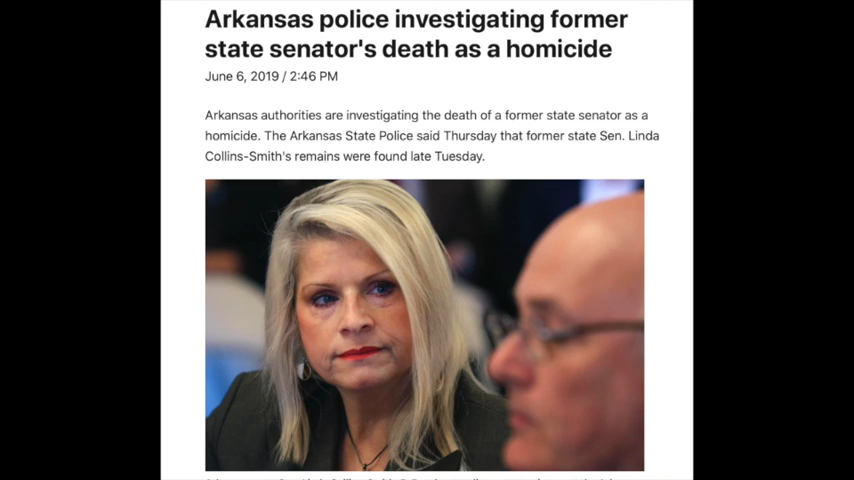 Arkansas police investigating former
state senator's death as a homicide
June 6, 2019 / 2:46 PM
Arkansas authorities are investigating the death of a former state senator as a
homicide. The Arkansas State Police said Thursday that former state Sen. Linda
Collins-Smith's remains were found late Tuesday.